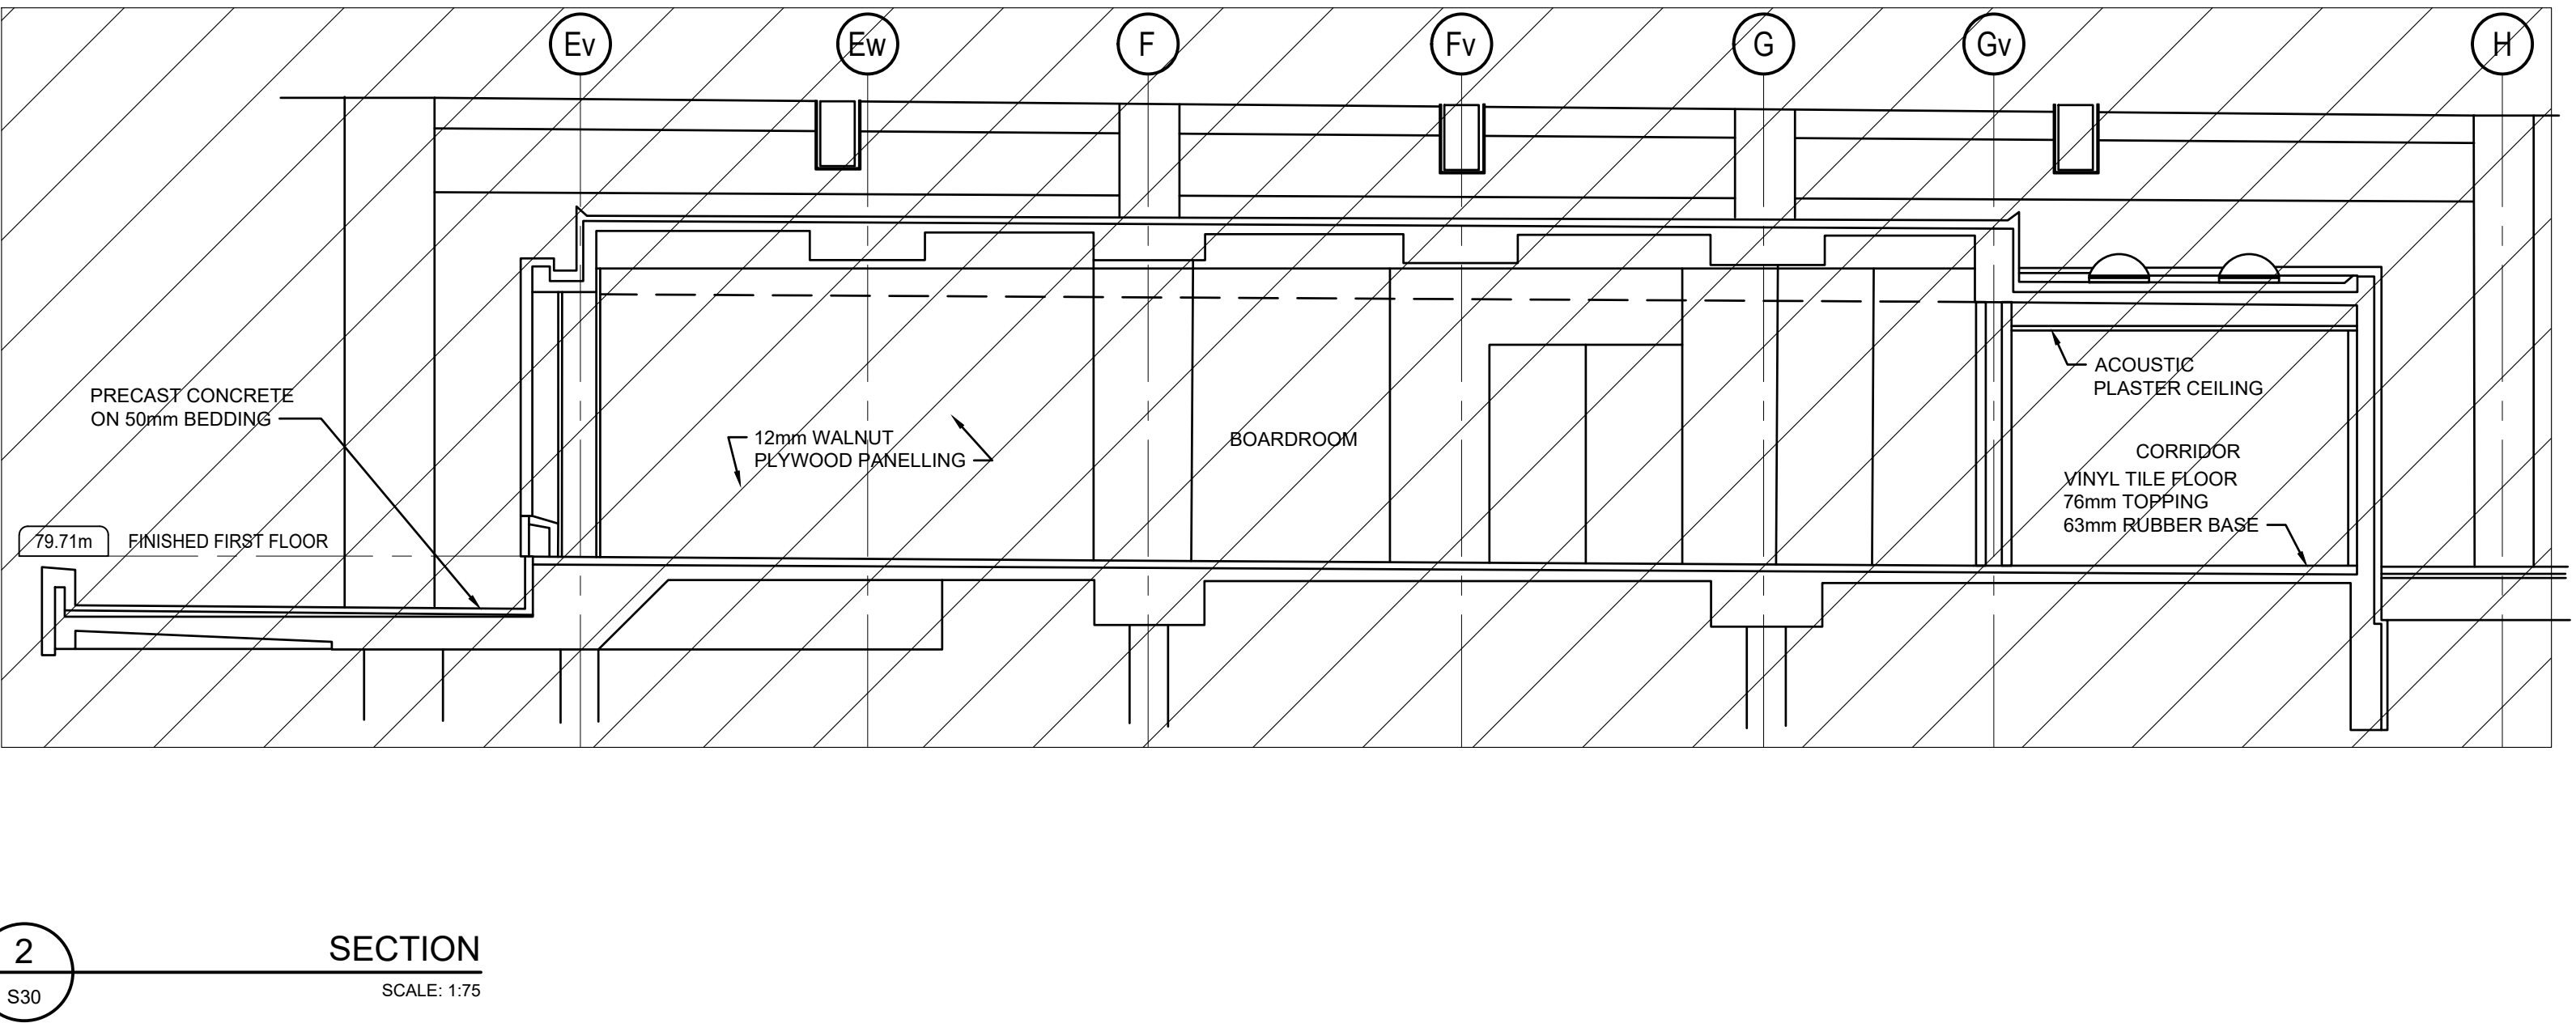 Ev
Ew
F
Fv
G
Gv
H
PRECAST CONCRETE
ON 50mm BEDDING
12mm WALNUT
PLYWOOD PANELLING
BOARDROOM
ACOUSTIC
PLASTER CEILING
CORRIDOR
VINYL TILE FLOOR
76mm TOPPING
63mm RUBBER BASE
79.71m
FINISHED FIRST FLOOR
2
S30
SECTION
SCALE: 1:75